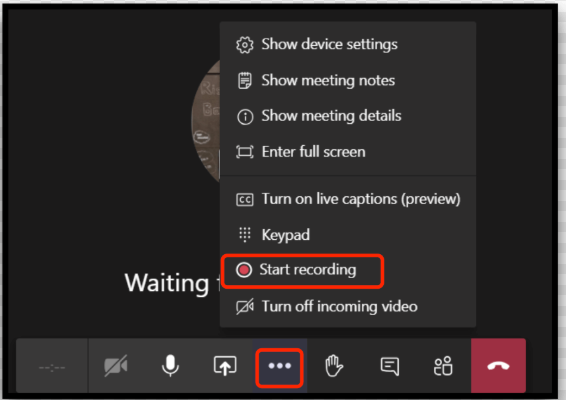 Show device settings
Show meeting notes
Show meeting details
Enter full screen
CC Turn on live captions (preview)
Keypad
Start recording
Turn off incoming video
Waiting
--:--